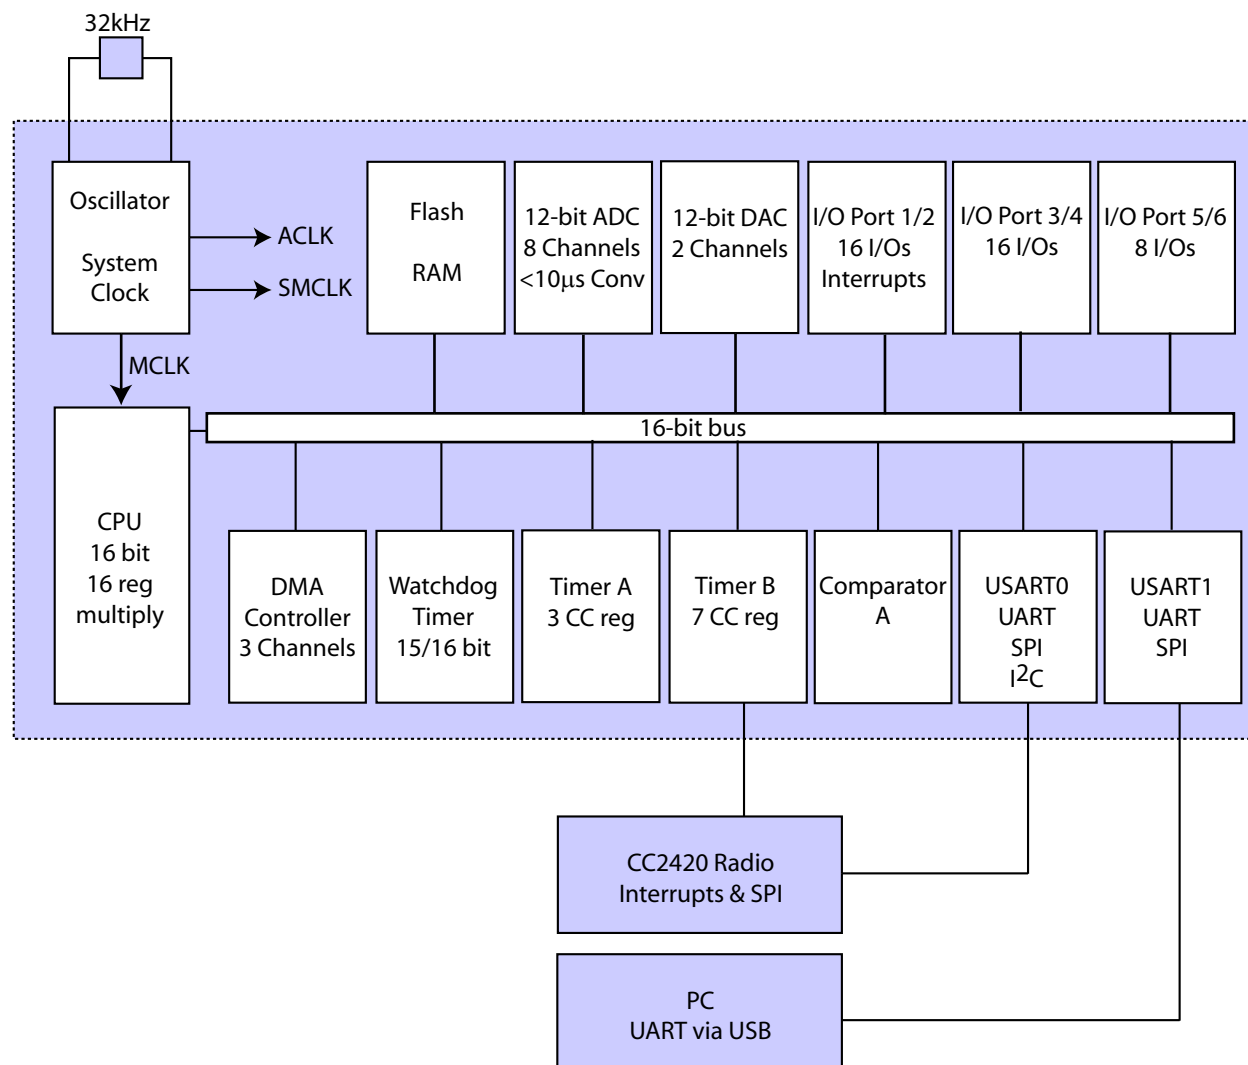 32kHz
Oscillator
System
Clock
ACLK
SMCLK
MCLK
Flash
RAM
12-bit ADC
8 Channels
<10μs Conv
12-bit DAC
2 Channels
I/O Port 1/2
16 I/Os
Interrupts
I/O Port 3/4
16 I/Os
I/O Port 5/6
8 I/Os
16-bit bus
CPU
16 bit
16 reg
multiply
DMA
Controller
3 Channels
Watchdog
Timer
15/16 bit
Timer A
3 CC reg
Timer B
7 CC reg
Comparator
A
USART0
UART
SPI
I²C
USART1
UART
SPI
CC2420 Radio
Interrupts & SPI
PC
UART via USB